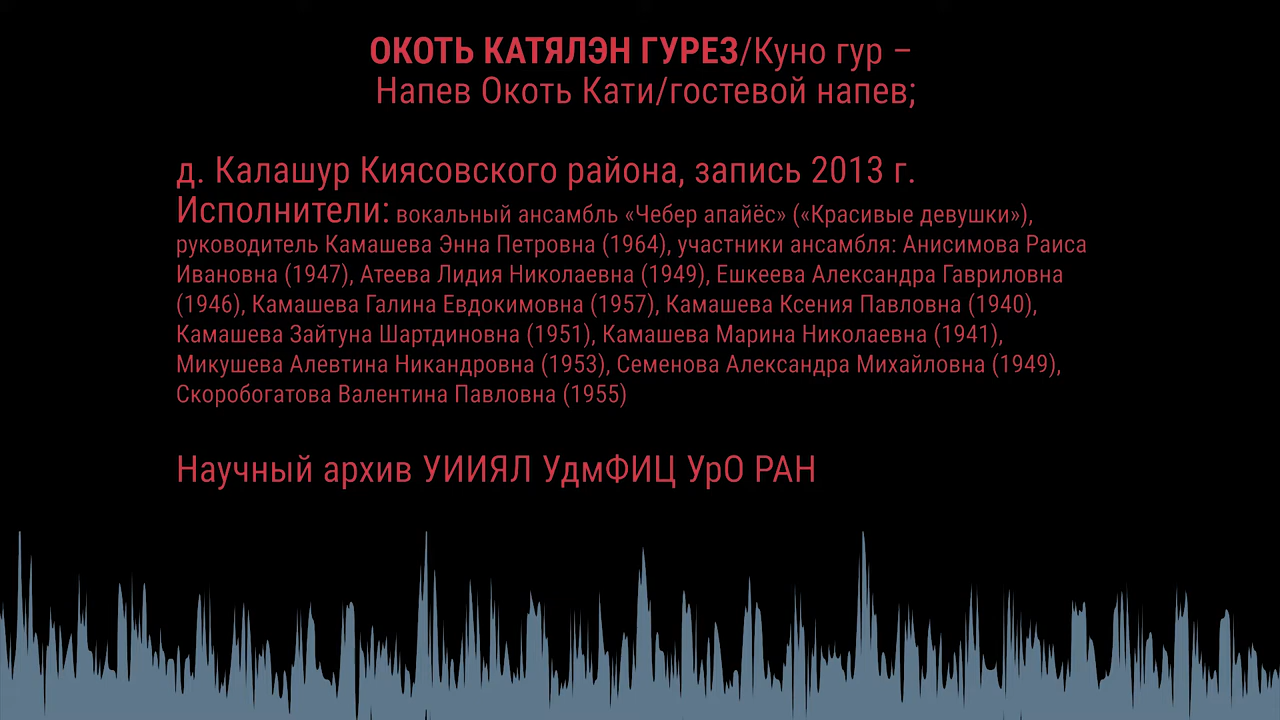 ОКОТЬ КАТЯЛЭН ГУРЕЗ/Куно гур –
Напев Окоть Кати/гостевой напев;
д. Калашур Киясовского района, запись 2013 г.
Исполнители: вокальный ансамбль «Чебер апайёс» («Красивые девушки»),
руководитель Камашева Энна Петровна (1964), участники ансамбля: Анисимова Раиса
Ивановна (1947), Атеева Лидия Николаевна (1949), Ешкеева Александра Гавриловна
(1946), Камашева Галина Евдокимовна (1957), Камашева Ксения Павловна (1940),
Камашева Зайтуна Шартдиновна (1951), Камашева Марина Николаевна (1941),
Микушева Алевтина Никандровна (1953), Семенова Александра Михайловна (1949),
Скоробогатова Валентина Павловна (1955)
Научный архив УИИЯЛ УдмФИЦ УрО РАН